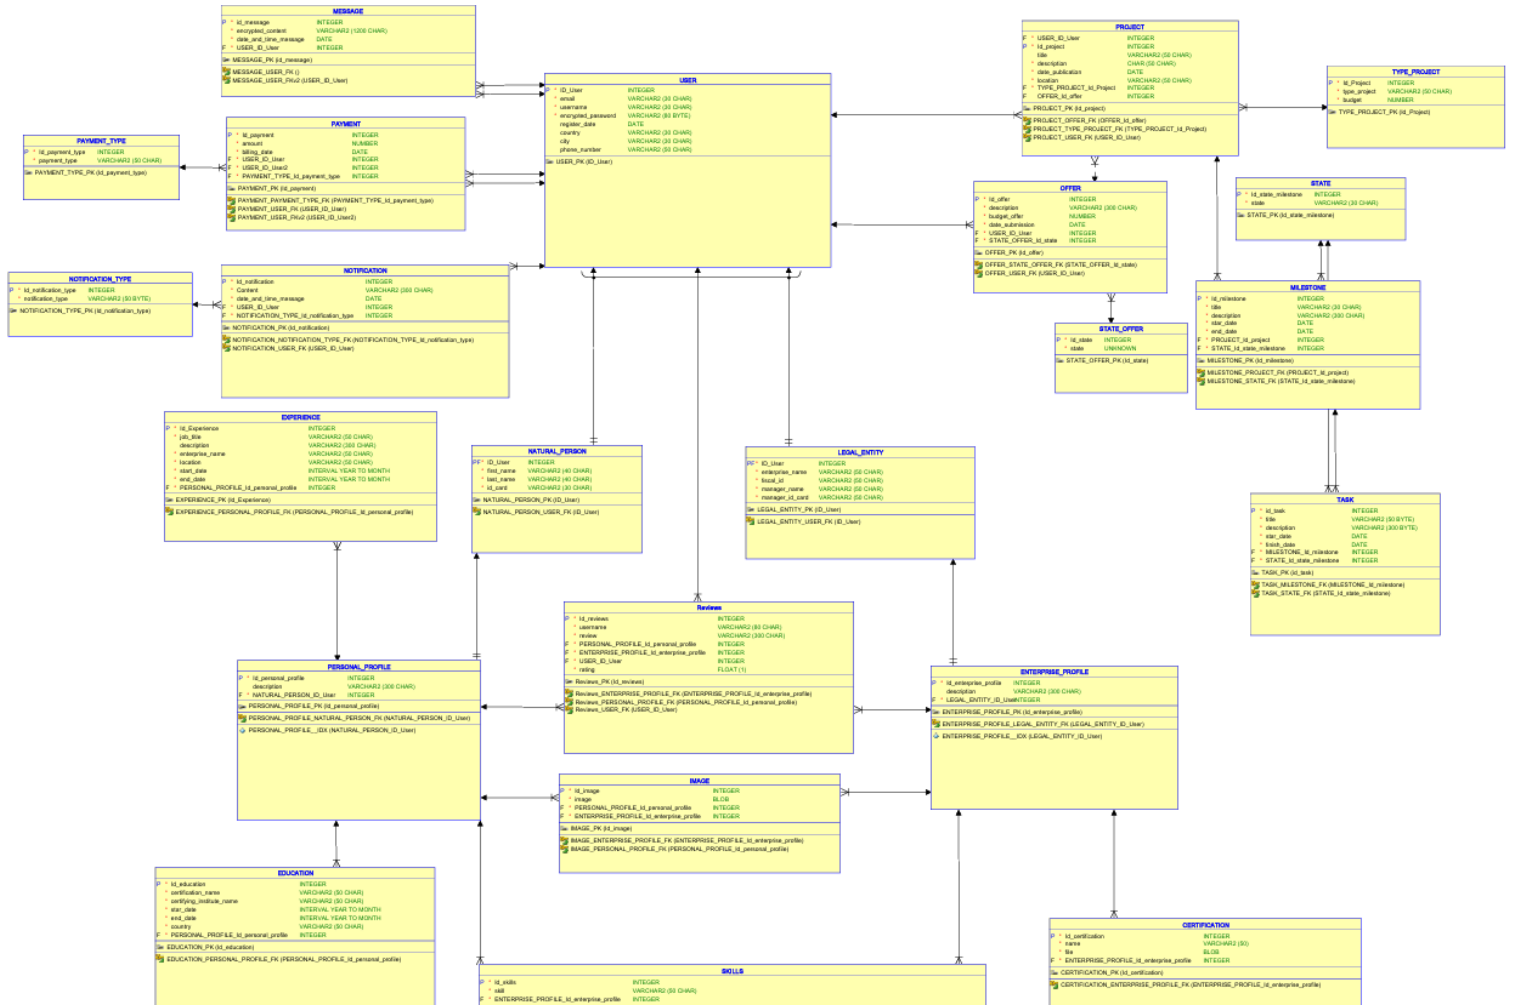 MESSAGE
P * Id_message INTEGER
* encrypted_content VARCHAR2 (1200 CHAR)
* date_and_time_message DATE
F * USER_ID_User INTEGER
MESSAGE_PK (Id_message)
MESSAGE_USER_FK ()
MESSAGE_USER_FKv2 (USER_ID_User)
PAYMENT_TYPE
P * Id_payment_type INTEGER
* payment_type VARCHAR2 (50 CHAR)
PAYMENT_TYPE_PK (Id_payment_type)
PAYMENT
P * Id_payment INTEGER
* amount NUMBER
* billing_date DATE
F * USER_ID_User INTEGER
F * USER_ID_User2 INTEGER
F * PAYMENT_TYPE_Id_payment_type INTEGER
PAYMENT_PK (Id_payment)
PAYMENT_PAYMENT_TYPE_FK (PAYMENT_TYPE_Id_payment_type)
PAYMENT_USER_FK (USER_ID_User)
PAYMENT_USER_FKv2 (USER_ID_User2)
USER
P * ID_User INTEGER
* email VARCHAR2 (30 CHAR)
* username VARCHAR2 (30 CHAR)
* encrypted_password VARCHAR2 (80 BYTE)
register_date DATE
country VARCHAR2 (30 CHAR)
city VARCHAR2 (30 CHAR)
phone_number VARCHAR2 (50 CHAR)
USER_PK (ID_User)
PROJECT
F * USER_ID_User INTEGER
P * Id_project INTEGER
title VARCHAR2 (50 CHAR)
* description CHAR (50 CHAR)
* date_publication DATE
* location VARCHAR2 (50 CHAR)
F * TYPE_PROJECT_Id_Project INTEGER
F OFFER_Id_offer INTEGER
PROJECT_PK (Id_project)
PROJECT_OFFER_FK (OFFER_Id_offer)
PROJECT_TYPE_PROJECT_FK (TYPE_PROJECT_Id_Project)
PROJECT_USER_FK (USER_ID_User)
TYPE_PROJECT
P * Id_Project INTEGER
* type_project VARCHAR2 (50 CHAR)
* budget NUMBER
TYPE_PROJECT_PK (Id_Project)
OFFER
P * Id_offer INTEGER
* description VARCHAR2 (300 CHAR)
* budget_offer NUMBER
* date_submission DATE
F * USER_ID_User INTEGER
F * STATE_OFFER_Id_state INTEGER
OFFER_PK (Id_offer)
OFFER_STATE_OFFER_FK (STATE_OFFER_Id_state)
OFFER_USER_FK (USER_ID_User)
STATE
P * Id_state_milestone INTEGER
* state VARCHAR2 (30 CHAR)
STATE_PK (Id_state_milestone)
NOTIFICATION_TYPE
P * Id_notification_type INTEGER
* notification_type VARCHAR2 (50 BYTE)
NOTIFICATION_TYPE_PK (Id_notification_type)
NOTIFICATION
P * Id_notification INTEGER
* Content VARCHAR2 (300 CHAR)
* date_and_time_message DATE
F * USER_ID_User INTEGER
F * NOTIFICATION_TYPE_Id_notification_type INTEGER
NOTIFICATION_PK (Id_notification)
NOTIFICATION_NOTIFICATION_TYPE_FK (NOTIFICATION_TYPE_Id_notification_type)
NOTIFICATION_USER_FK (USER_ID_User)
STATE_OFFER
P * Id_state INTEGER
* state UNKNOWN
STATE_OFFER_PK (Id_state)
MILESTONE
P * Id_milestone INTEGER
* title VARCHAR2 (30 CHAR)
* description VARCHAR2 (300 CHAR)
* star_date DATE
* end_date DATE
F * PROJECT_Id_project INTEGER
F * STATE_Id_state_milestone INTEGER
MILESTONE_PK (Id_milestone)
MILESTONE_PROJECT_FK (PROJECT_Id_project)
MILESTONE_STATE_FK (STATE_Id_state_milestone)
EXPERIENCE
P * Id_Experience INTEGER
* job_title VARCHAR2 (50 CHAR)
description VARCHAR2 (200 CHAR)
* enterprise_name VARCHAR2 (50 CHAR)
* location VARCHAR2 (50 CHAR)
* start_date INTERVAL YEAR TO MONTH
* end_date INTERVAL YEAR TO MONTH
F * PERSONAL_PROFILE_Id_personal_profile INTEGER
EXPERIENCE_PK (Id_Experience)
EXPERIENCE_PERSONAL_PROFILE_FK (PERSONAL_PROFILE_Id_personal_profile)
NATURAL_PERSON
PF * ID_User INTEGER
* first_name VARCHAR2 (40 CHAR)
* last_name VARCHAR2 (40 CHAR)
* id_card VARCHAR2 (30 CHAR)
NATURAL_PERSON_PK (ID_User)
NATURAL_PERSON_USER_FK (ID_User)
LEGAL_ENTITY
PF * ID_User INTEGER
* enterprise_name VARCHAR2 (50 CHAR)
* fiscal_id VARCHAR2 (50 CHAR)
* manager_name VARCHAR2 (50 CHAR)
* manager_id_card VARCHAR2 (50 CHAR)
LEGAL_ENTITY_PK (ID_User)
LEGAL_ENTITY_USER_FK (ID_User)
TASK
P * Id_task INTEGER
* title VARCHAR2 (50 BYTE)
* description VARCHAR2 (300 BYTE)
* star_date DATE
* finish_date DATE
F * MILESTONE_Id_milestone INTEGER
F * STATE_Id_state_milestone INTEGER
TASK_PK (Id_task)
TASK_MILESTONE_FK (MILESTONE_Id_milestone)
TASK_STATE_FK (STATE_Id_state_milestone)
Reviews
P * Id_reviews INTEGER
* username VARCHAR2 (80 CHAR)
* review VARCHAR2 (300 CHAR)
F * PERSONAL_PROFILE_Id_personal_profile INTEGER
F * ENTERPRISE_PROFILE_Id_enterprise_profile INTEGER
F * USER_ID_User INTEGER
* rating FLOAT (1)
Reviews_PK (Id_reviews)
Reviews_ENTERPRISE_PROFILE_FK (ENTERPRISE_PROFILE_Id_enterprise_profile)
Reviews_PERSONAL_PROFILE_FK (PERSONAL_PROFILE_Id_personal_profile)
Reviews_USER_FK (USER_ID_User)
PERSONAL_PROFILE
P * Id_personal_profile INTEGER
description VARCHAR2 (300 CHAR)
F * NATURAL_PERSON_ID_User INTEGER
PERSONAL_PROFILE_PK (Id_personal_profile)
PERSONAL_PROFILE_NATURAL_PERSON_FK (NATURAL_PERSON_ID_User)
PERSONAL_PROFILE__IDX (NATURAL_PERSON_ID_User)
ENTERPRISE_PROFILE
P * Id_enterprise_profile INTEGER
description VARCHAR2 (300 CHAR)
F * LEGAL_ENTITY_ID_User INTEGER
ENTERPRISE_PROFILE_PK (Id_enterprise_profile)
ENTERPRISE_PROFILE_LEGAL_ENTITY_FK (LEGAL_ENTITY_ID_User)
ENTERPRISE_PROFILE__IDX (LEGAL_ENTITY_ID_User)
IMAGE
P * Id_image INTEGER
* image BLOB
F * PERSONAL_PROFILE_Id_personal_profile INTEGER
F * ENTERPRISE_PROFILE_Id_enterprise_profile INTEGER
IMAGE_PK (Id_image)
IMAGE_ENTERPRISE_PROFILE_FK (ENTERPRISE_PROFILE_Id_enterprise_profile)
IMAGE_PERSONAL_PROFILE_FK (PERSONAL_PROFILE_Id_personal_profile)
EDUCATION
P * Id_education INTEGER
* certification_name VARCHAR2 (50 CHAR)
* certifying_institute_name VARCHAR2 (50 CHAR)
* star_date INTERVAL YEAR TO MONTH
* end_date INTERVAL YEAR TO MONTH
* country VARCHAR2 (50 CHAR)
F * PERSONAL_PROFILE_Id_personal_profile INTEGER
EDUCATION_PK (Id_education)
EDUCATION_PERSONAL_PROFILE_FK (PERSONAL_PROFILE_Id_personal_profile)
SKILLS
P * Id_skills INTEGER
* skill VARCHAR2 (50 CHAR)
F * ENTERPRISE_PROFILE_Id_enterprise_profile INTEGER
CERTIFICATION
P * Id_certification INTEGER
* name VARCHAR2 (50)
* file BLOB
F * ENTERPRISE_PROFILE_Id_enterprise_profile INTEGER
CERTIFICATION_PK (Id_certification)
CERTIFICATION_ENTERPRISE_PROFILE_FK (ENTERPRISE_PROFILE_Id_enterprise_profile)